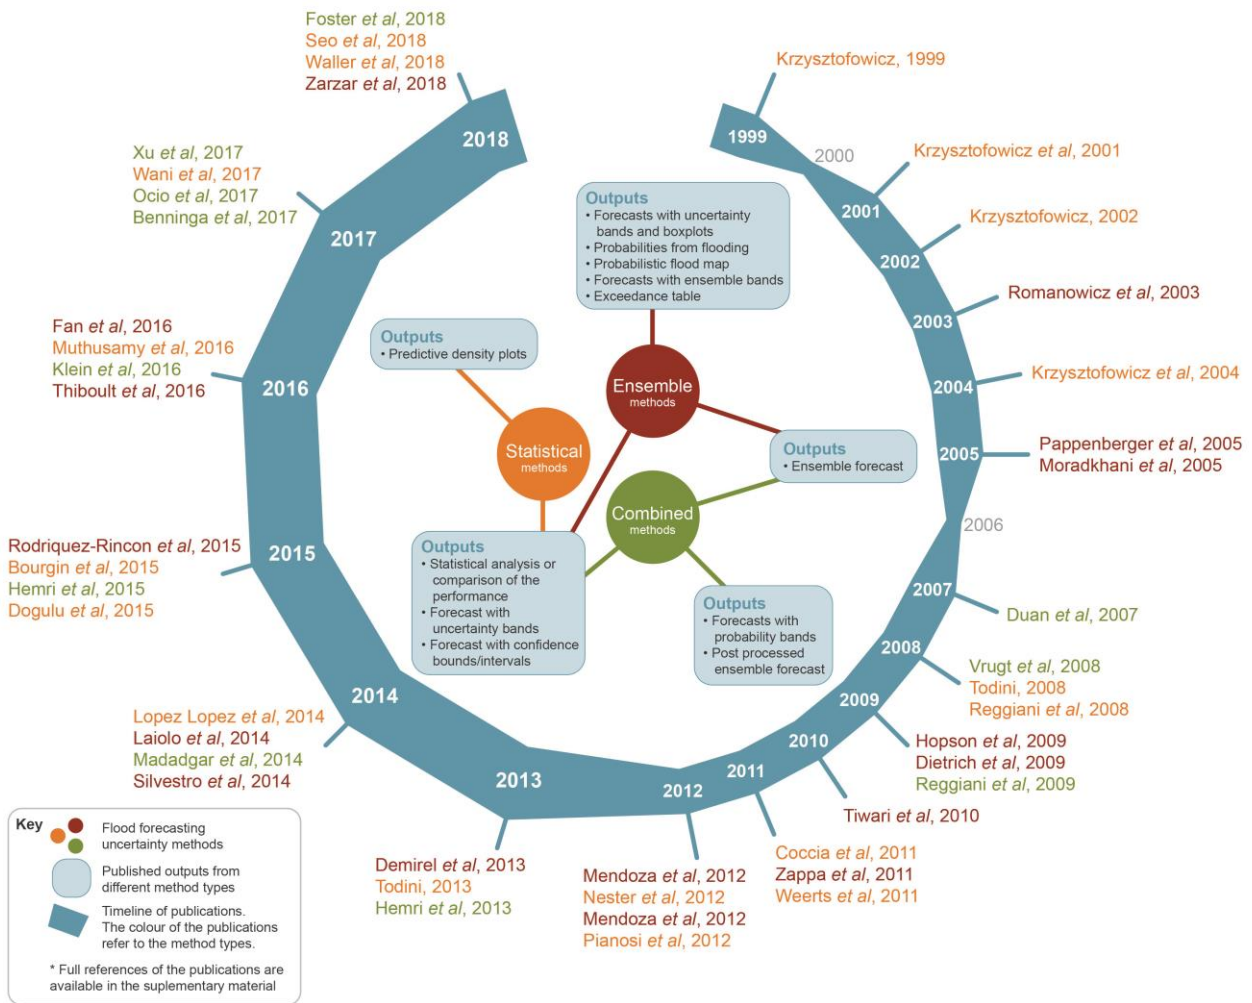 Foster et al, 2018
Seo et al, 2018
Waller et al, 2018
Zarzar et al, 2018
Krzysztofowicz, 1999
2018
1999
2000
Krzysztofowicz et al, 2001
Xu et al, 2017
Wani et al, 2017
Ocio et al, 2017
Benninga et al, 2017
2017
2001
Krzysztofowicz, 2002
2002
Romanowicz et al, 2003
2003
Fan et al, 2016
Muthusamy et al, 2016
Klein et al, 2016
Thiboult et al, 2016
2016
2004
Krzysztofowicz et al, 2004
2005
Pappenberger et al, 2005
Moradkhani et al, 2005
2006
Outputs
• Forecasts with uncertainty
bands and boxplots
• Probabilities from flooding
• Probabilistic flood map
• Forecasts with ensemble bands
• Exceedance table
Outputs
• Predictive density plots
Ensemble
methods
Statistical
methods
Outputs
• Ensemble forecast
Combined
methods
Outputs
• Statistical analysis or
comparison of the
performance
• Forecast with
uncertainty bands
• Forecast with confidence
bounds/intervals
Outputs
• Forecasts with
probability bands
• Post processed
ensemble forecast
Rodriquez-Rincon et al, 2015
Bourgin et al, 2015
Hemri et al, 2015
Dogulu et al, 2015
2015
2007
Duan et al, 2007
2008
Vrugt et al, 2008
Todini, 2008
Reggiani et al, 2008
Lopez Lopez et al, 2014
Laiolo et al, 2014
Madadgar et al, 2014
Silvestro et al, 2014
2014
2009
Hopson et al, 2009
Dietrich et al, 2009
Reggiani et al, 2009
2010
Tiwari et al, 2010
2013
2012
2011
Demirel et al, 2013
Todini, 2013
Hemri et al, 2013
Mendoza et al, 2012
Nester et al, 2012
Mendoza et al, 2012
Pianosi et al, 2012
Coccia et al, 2011
Zappa et al, 2011
Weerts et al, 2011
Key
Flood forecasting
uncertainty methods
Published outputs from
different method types
Timeline of publications.
The colour of the publications
refer to the method types.
* Full references of the publications are
available in the suplementary material